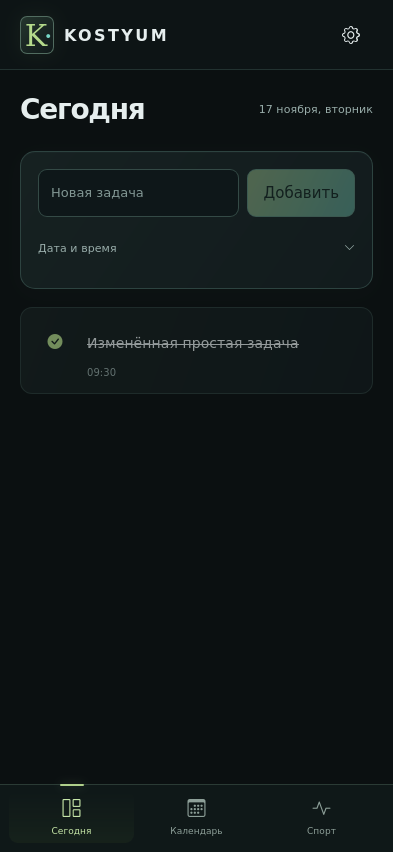 K
KOSTYUM
Сегодня
17 ноября, вторник
Новая задача
Добавить
Дата и время
Изменённая простая задача
09:30
Сегодня
Календарь
Спорт